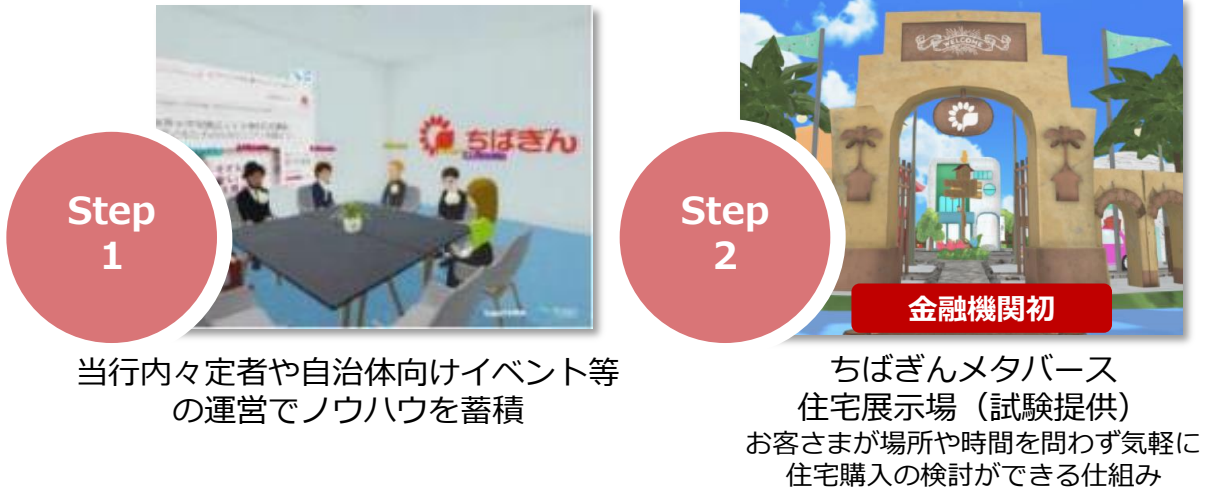 ちばぎん
Step
1
当行内々定者や自治体向けイベント等
の運営でノウハウを蓄積
WELCOME
Step
2
金融機関初
ちばぎんメタバース
住宅展示場（試験提供）
お客さまが場所や時間を問わず気軽に
住宅購入の検討ができる仕組み